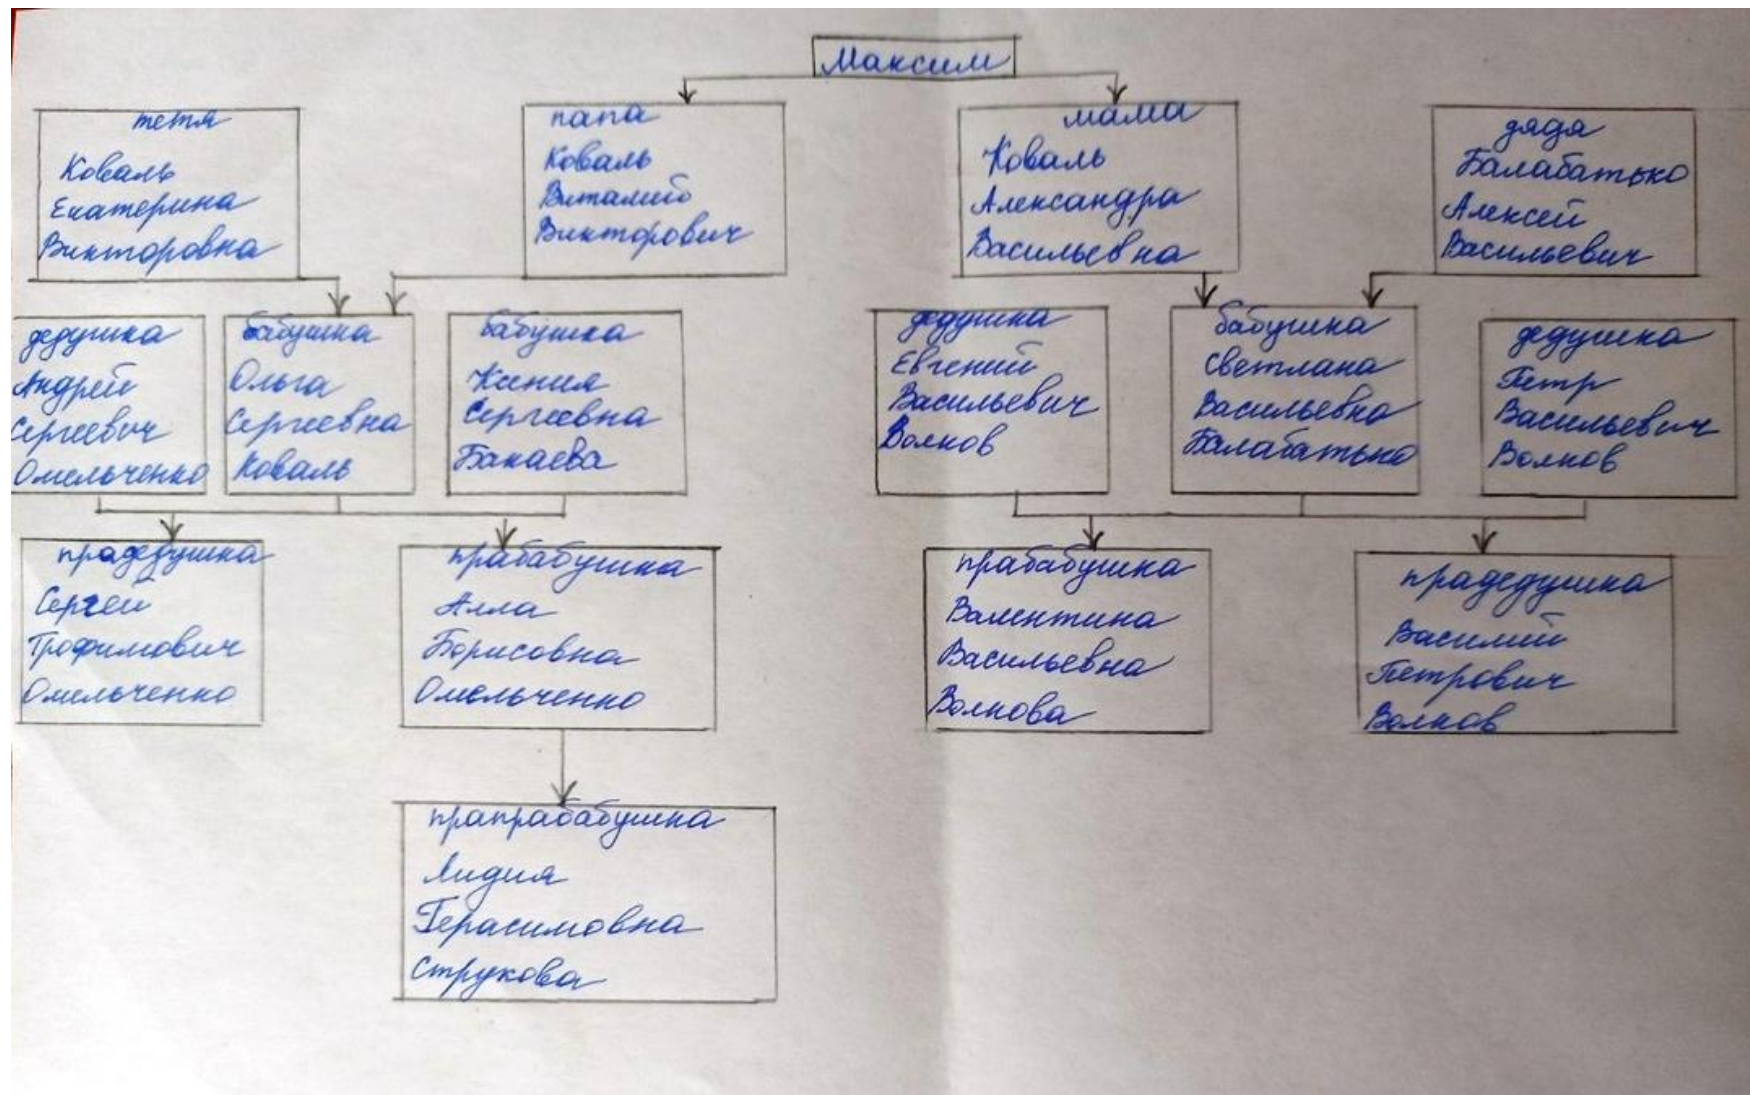 Максим
тетя
Коваль
Екатерина
Викторовна
папа
Коваль
Виталий
Викторович
мама
Коваль
Александра
Васильевна
дядя
Балабатько
Алексей
Васильевич
дедушка
Андрей
Сергеевич
Омельченко
бабушка
Ольга
Сергеевна
Коваль
бабушка
Ксения
Сергеевна
Бакаева
дедушка
Евгений
Васильевич
Волков
бабушка
Светлана
Васильевна
Балабатько
дедушка
Петр
Васильевич
Волков
прадедушка
Сергей
Трофимович
Омельченко
прабабушка
Алла
Борисовна
Омельченко
прабабушка
Валентина
Васильевна
Волкова
прадедушка
Василий
Петрович
Волков
прапрабабушка
Лидия
Герасимовна
Струкова